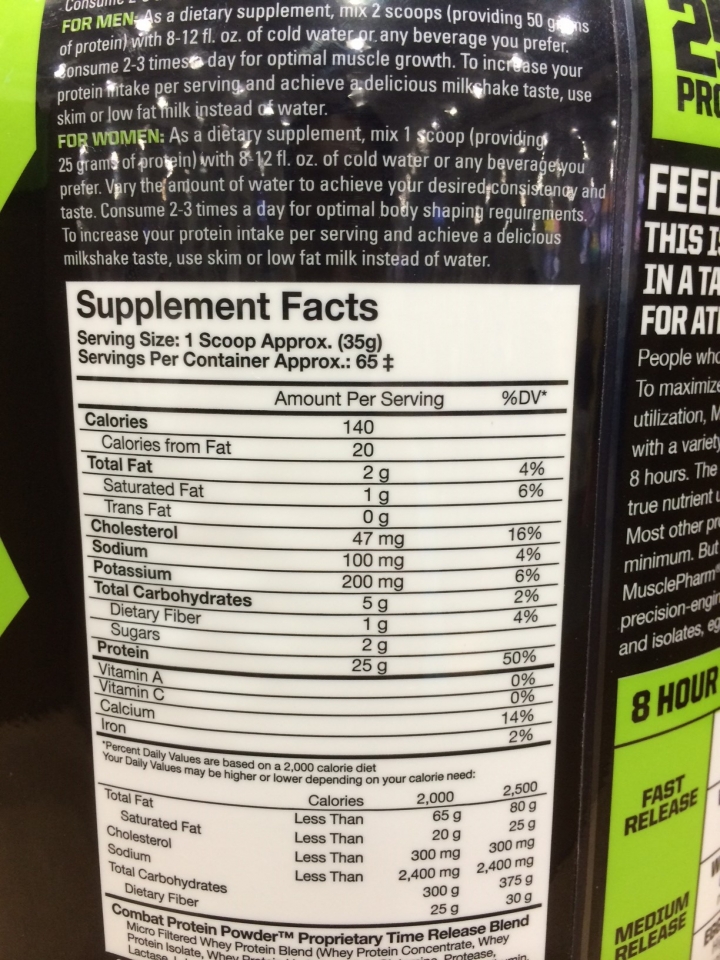 FOR MEN: As a dietary supplement, mix 2 scoops (providing 50 grams
of protein) with 8-12 fl. oz. of cold water or any beverage you prefer.
Consume 2-3 times a day for optimal muscle growth. To increase your
protein intake per serving and achieve a delicious milkshake taste, use
skim or low fat milk instead of water.
FOR WOMEN: As a dietary supplement, mix 1 scoop (providing
25 grams of protein) with 8-12 fl. oz. of cold water or any beverage you
prefer. Vary the amount of water to achieve your desired consistency and
taste. Consume 2-3 times a day for optimal body shaping requirements.
To increase your protein intake per serving and achieve a delicious
milkshake taste, use skim or low fat milk instead of water.
Supplement Facts
Serving Size: 1 Scoop Approx. (35g)
Servings Per Container Approx.: 65 ‡
Amount Per Serving %DV*
Calories 140
Calories from Fat 20
Total Fat 2 g 4%
Saturated Fat 1 g 6%
Trans Fat 0 g
Cholesterol 47 mg 16%
Sodium 100 mg 4%
Potassium 200 mg 6%
Total Carbohydrates 5 g 2%
Dietary Fiber 1 g 4%
Sugars 2 g
Protein 25 g 50%
Vitamin A 0%
Vitamin C 0%
Calcium 14%
Iron 2%
*Percent Daily Values are based on a 2,000 calorie diet
Your Daily Values may be higher or lower depending on your calorie need:
Calories 2,000 2,500
Total Fat Less Than 65 g 80 g
Saturated Fat Less Than 20 g 25 g
Cholesterol Less Than 300 mg 300 mg
Sodium Less Than 2,400 mg 2,400 mg
Total Carbohydrates 300 g 375 g
Dietary Fiber 25 g 30 g
Combat Protein Powder™ Proprietary Time Release Blend
Micro Filtered Whey Protein Blend (Whey Protein Concentrate, Whey
Protein Isolate, Whey
Protease,
Lactase,
PRO
FEED
THIS IS
IN A TA
FOR AT
People who
To maximize
utilization, M
with a variety
8 hours. The
true nutrient u
Most other pr
minimum. But
MusclePharm®
precision-engin
and isolates, eg
8 HOUR
FAST
RELEASE
MEDIUM
RELEASE